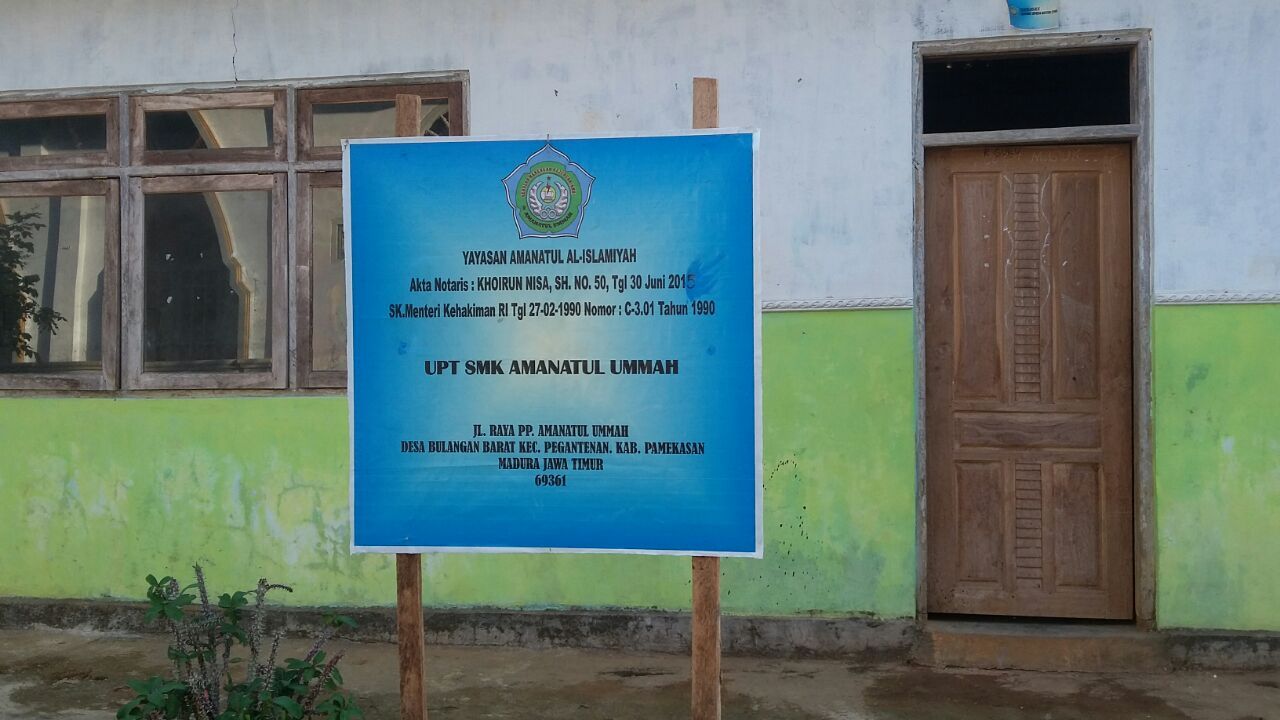 AMANATUL UMMAH
YAYASAN AMANATUL AL-ISLAMIYAH
Akta Notaris : KHOIRUN NISA, SH. NO. 50, Tgl 30 Juni 2015
SK.Menteri Kehakiman RI Tgl 27-02-1990 Nomor : C-3.01 Tahun 1990
UPT SMK AMANATUL UMMAH
JL. RAYA PP. AMANATUL UMMAH
DESA BULANGAN BARAT KEC. PEGANTENAN. KAB. PAMEKASAN
MADURA JAWA TIMUR
69361